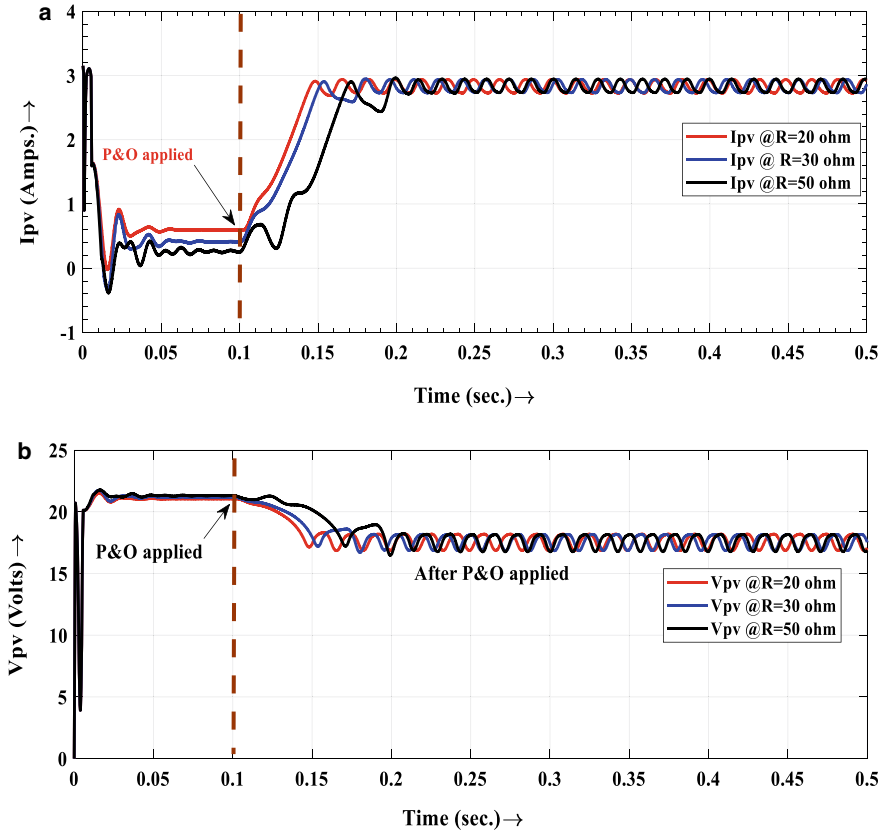 a
4
3
2
1
0
-1
Ipv (Amps.) →
P&O applied
Ipv @R=20 ohm
Ipv @ R=30 ohm
Ipv @R=50 ohm
0 0.05 0.1 0.15 0.2 0.25 0.3 0.35 0.4 0.45 0.5
Time (sec.)→
b
25
20
15
10
5
0
Vpv (Volts) →
P&O applied
After P&O applied
Vpv @R=20 ohm
Vpv @R=30 ohm
Vpv @R=50 ohm
0 0.05 0.1 0.15 0.2 0.25 0.3 0.35 0.4 0.45 0.5
Time (sec.)→